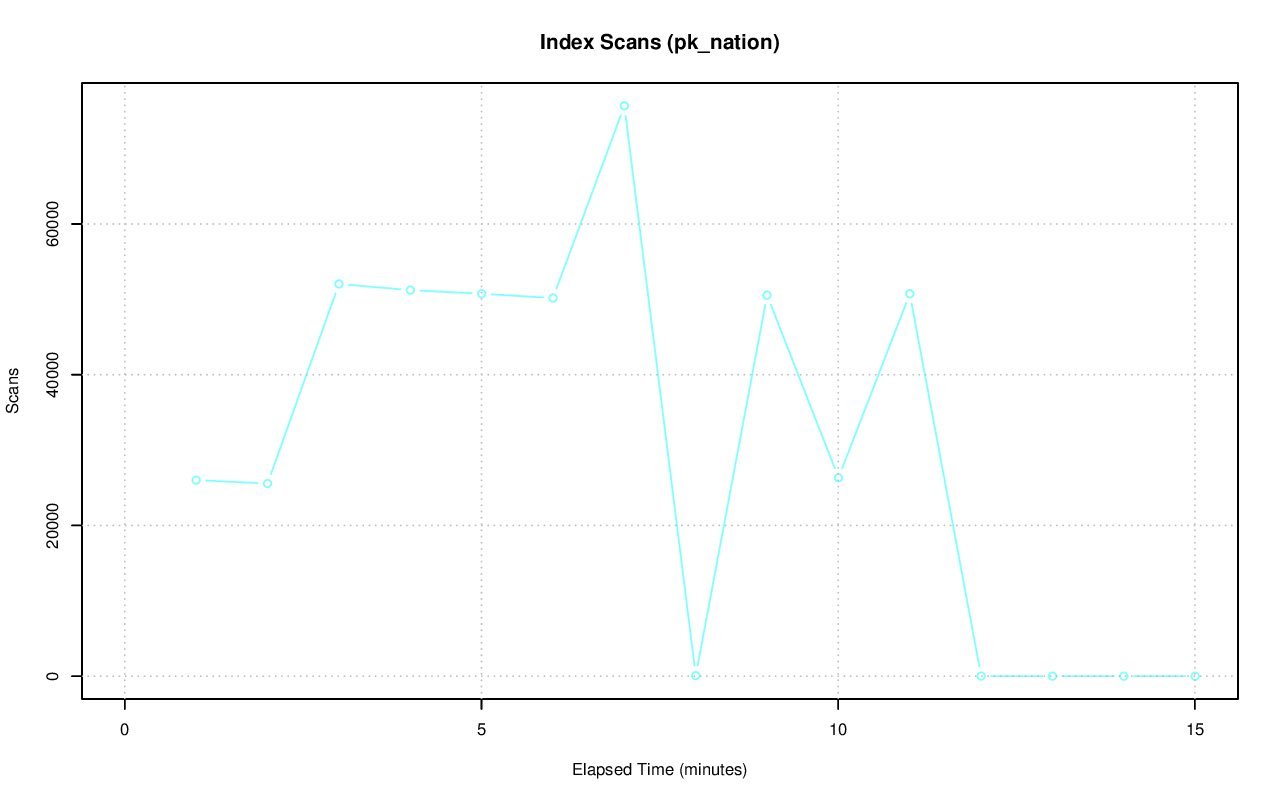 Index Scans (pk_nation)
Scans
60000
40000
20000
0
0 5 10 15
Elapsed Time (minutes)